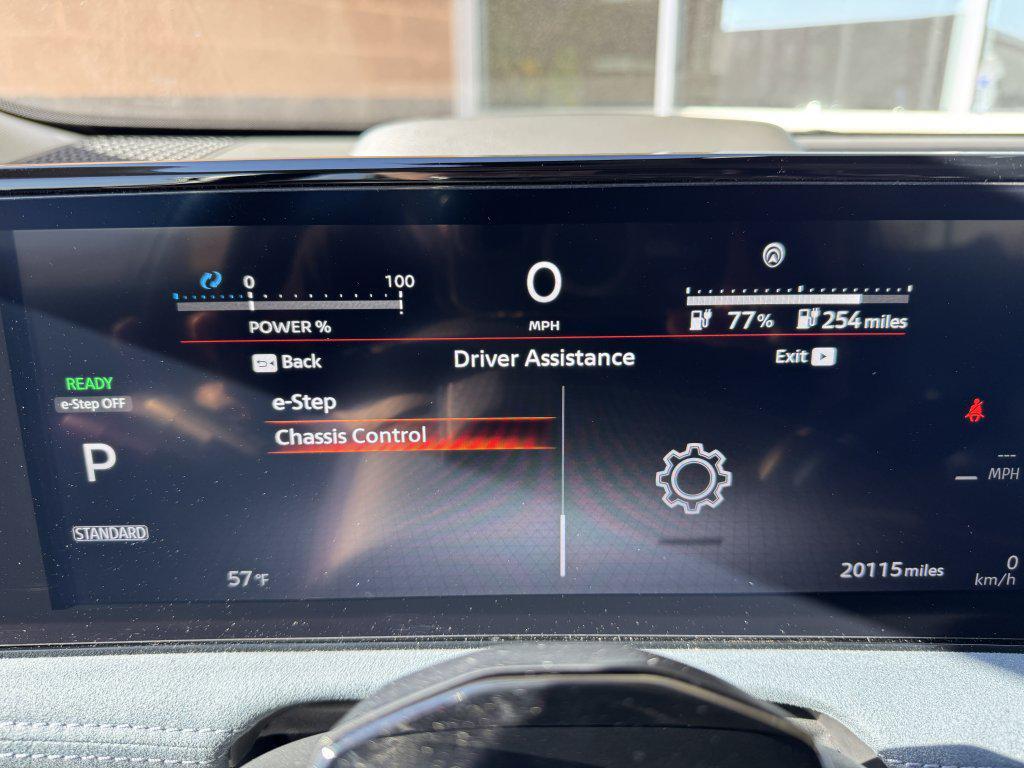 0 100
POWER %
0
MPH
77% 254 miles
Back
Driver Assistance
Exit
READY
e-Step OFF
e-Step
Chassis Control
P
STANDARD
57°F
20115 miles
---
MPH
0
km/h